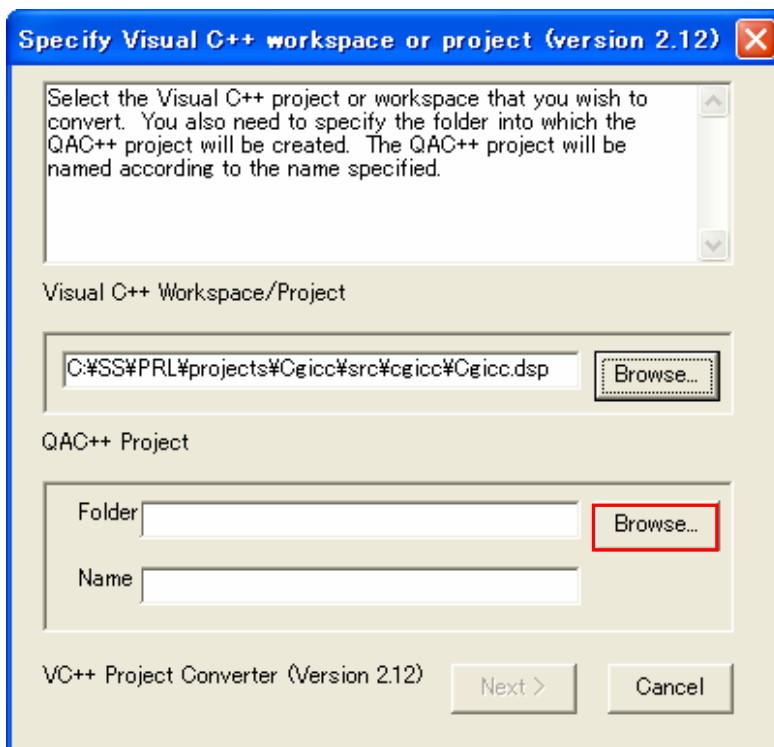 Specify Visual C++ workspace or project (version 2.12)
Select the Visual C++ project or workspace that you wish to
convert.  You also need to specify the folder into which the
QAC++ project will be created.  The QAC++ project will be
named according to the name specified.
Visual C++ Workspace/Project
C:¥SS¥PRL¥projects¥Cgicc¥src¥cgicc¥Cgicc.dsp
Browse...
QAC++ Project
Folder
Browse...
Name
VC++ Project Converter (Version 2.12)
Next >
Cancel